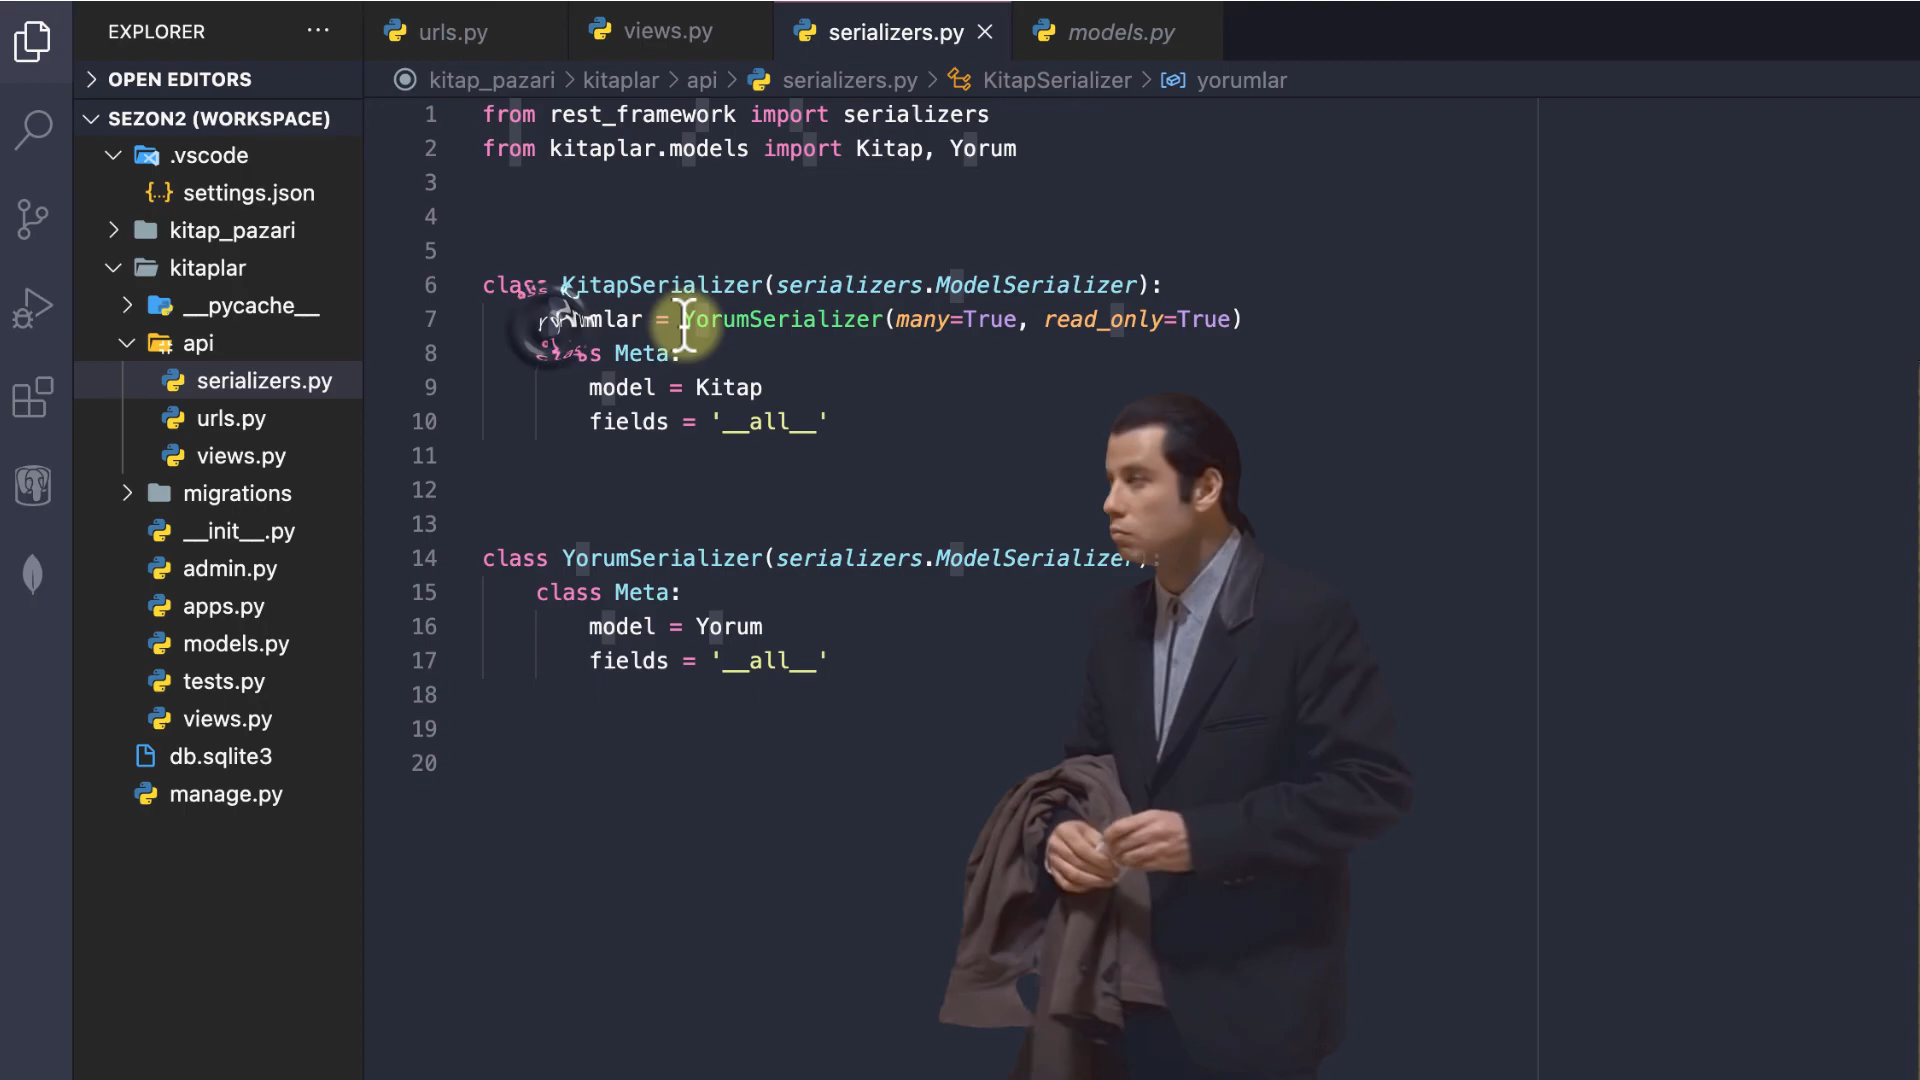 EXPLORER
OPEN EDITORS
SEZON2 (WORKSPACE)
.vscode
settings.json
kitap_pazari
kitaplar
__pycache__
api
serializers.py
urls.py
views.py
migrations
__init__.py
admin.py
apps.py
models.py
tests.py
views.py
db.sqlite3
manage.py
urls.py
views.py
serializers.py
models.py
kitap_pazari > kitaplar > api > serializers.py > KitapSerializer > yorumlar
1 from rest_framework import serializers
2 from kitaplar.models import Kitap, Yorum
3
4
5
6 class KitapSerializer(serializers.ModelSerializer):
7 yorumlar = YorumSerializer(many=True, read_only=True)
8 class Meta:
9 model = Kitap
10 fields = '__all__'
11
12
13
14 class YorumSerializer(serializers.ModelSerializer):
15 class Meta:
16 model = Yorum
17 fields = '__all__'
18
19
20